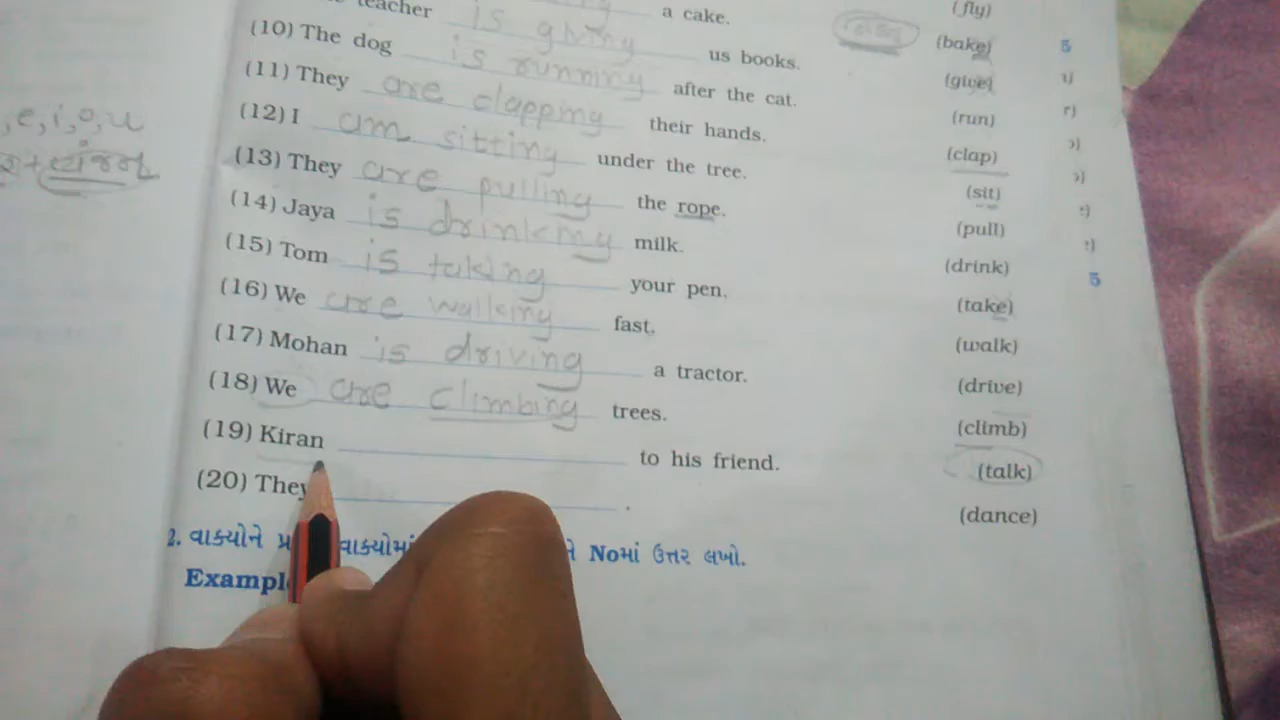 teacher is giving a cake. (fly)
(10) The dog is running us books. (bake) 5
(11) They are clapping after the cat. (give)
(12) I am sitting their hands. (run)
(13) They are pulling under the tree. (clap)
(14) Jaya is drinking the rope. (sit)
(15) Tom is taking milk. (pull)
(16) We are walking your pen. (drink) 5
(17) Mohan is driving fast. (take)
(18) We are climbing a tractor. (walk)
(19) Kiran trees. (drive)
(20) They to his friend. (climb)
(talk)
(dance)
e, i, o, u
2. વાક્યોને વાક્યોમાં Noમાં ઉત્તર લખો.
Exampl